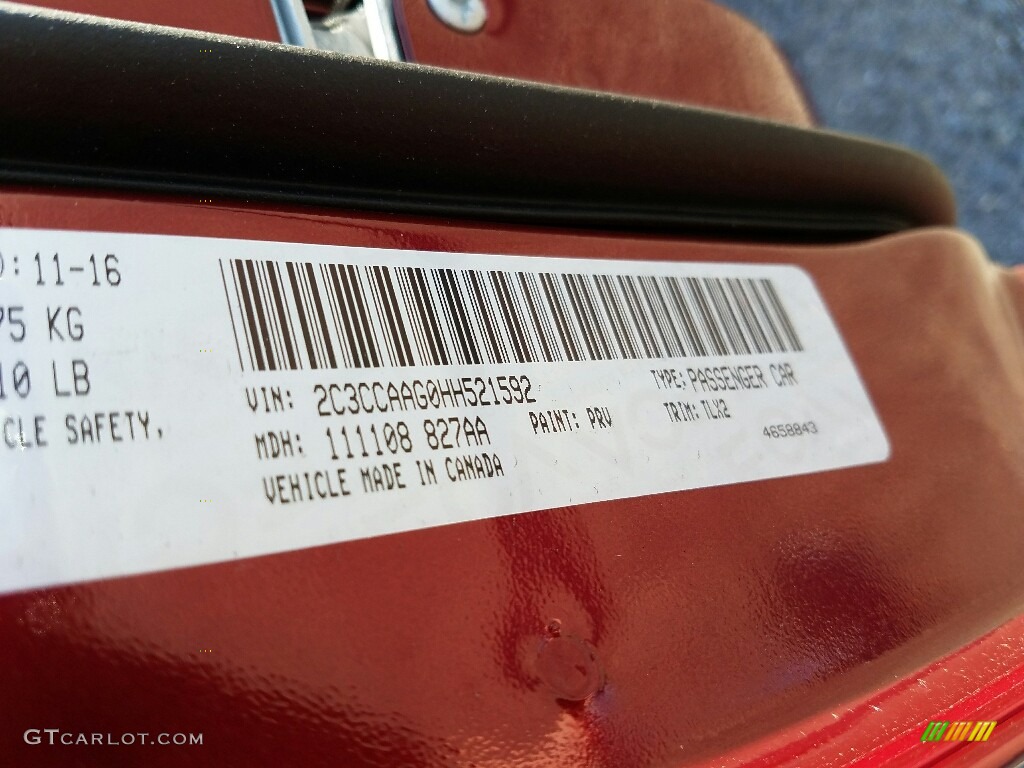 ): 11-16
75 KG
10 LB
CLE SAFETY,
VIN: 2C3CCAAG0HH521592
TYPE: PASSENGER CAR
MDH: 111108 827AA
PAINT: PRV
TRIM: TLX2
VEHICLE MADE IN CANADA
4658843
GTCARLOT.COM